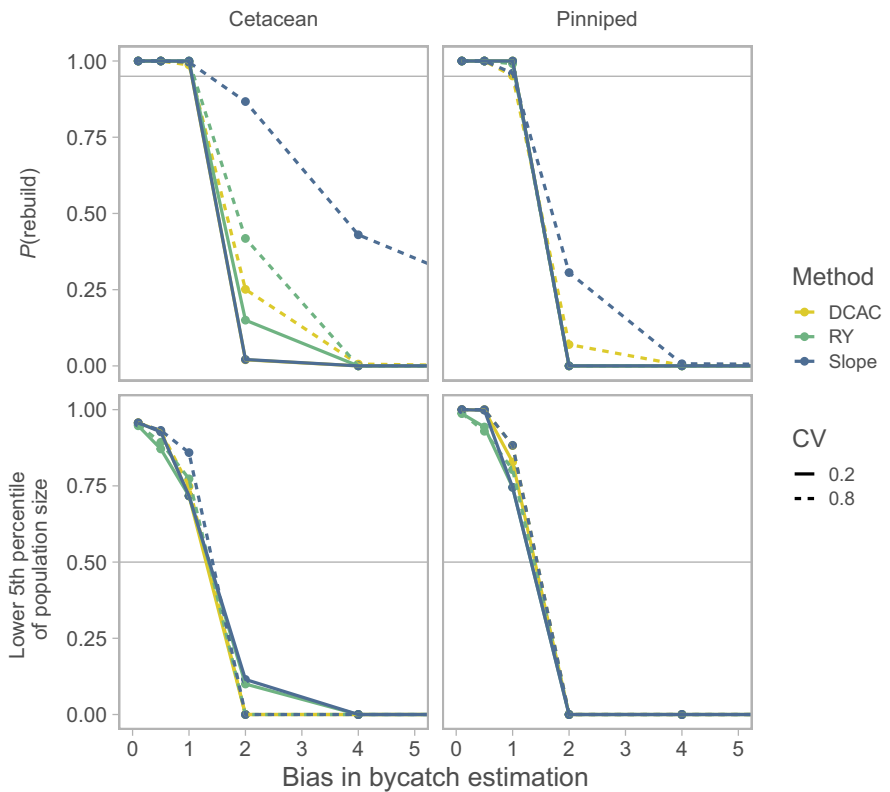 Cetacean
Pinniped
P(rebuild)
1.00
0.75
0.50
0.25
0.00
Lower 5th percentile
of population size
1.00
0.75
0.50
0.25
0.00
0 1 2 3 4 5
0 1 2 3 4 5
Bias in bycatch estimation
Method
DCAC
RY
Slope
CV
0.2
0.8